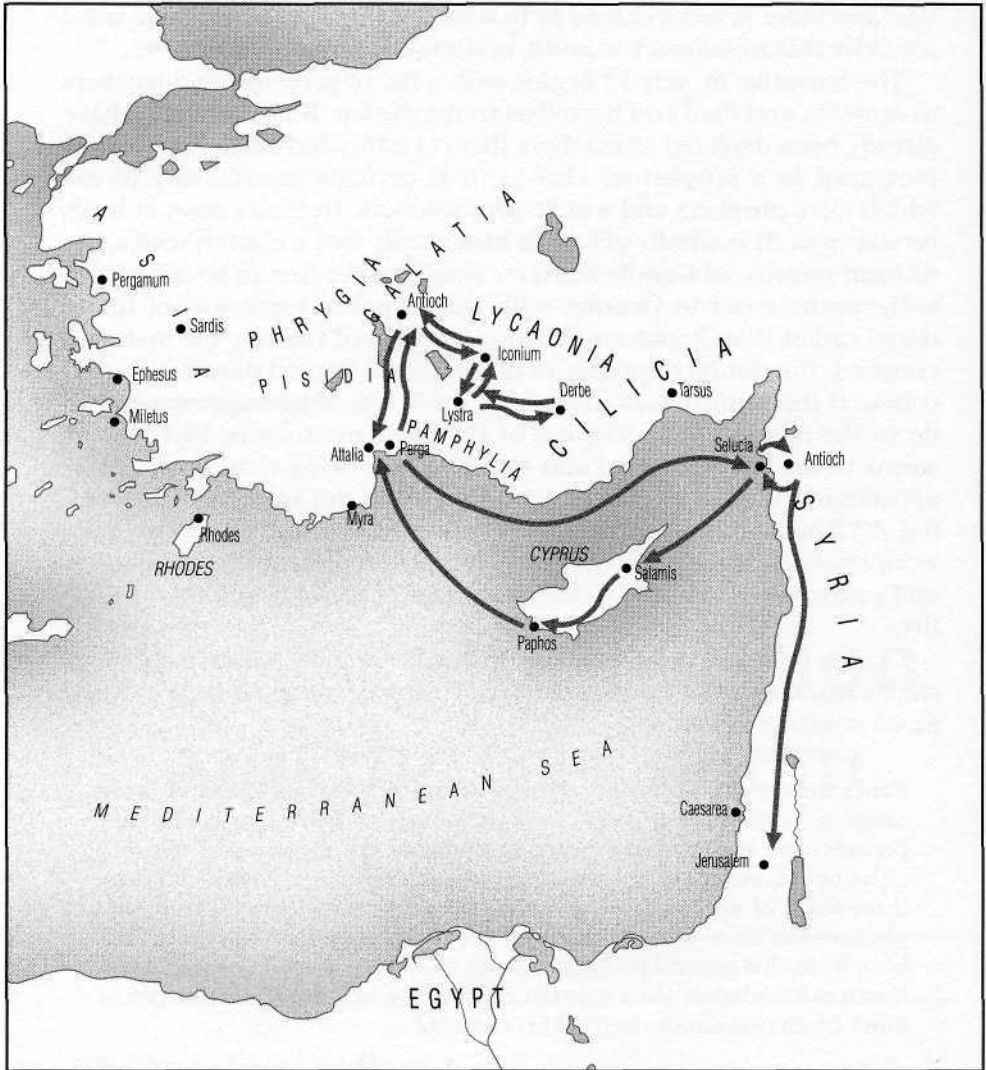 ASIA
Pergamum
Sardis
Ephesus
Miletus
PHRYGIA
GALATIA
Antioch
LYCAONIA
Iconium
PISIDIA
Lystra
Derbe
CILICIA
Tarsus
PAMPHYLIA
Attalia
Perga
Selucia
Antioch
Myra
Rhodes
RHODES
CYPRUS
Salamis
SYRIA
Paphos
MEDITERRANEAN SEA
Caesarea
Jerusalem
EGYPT